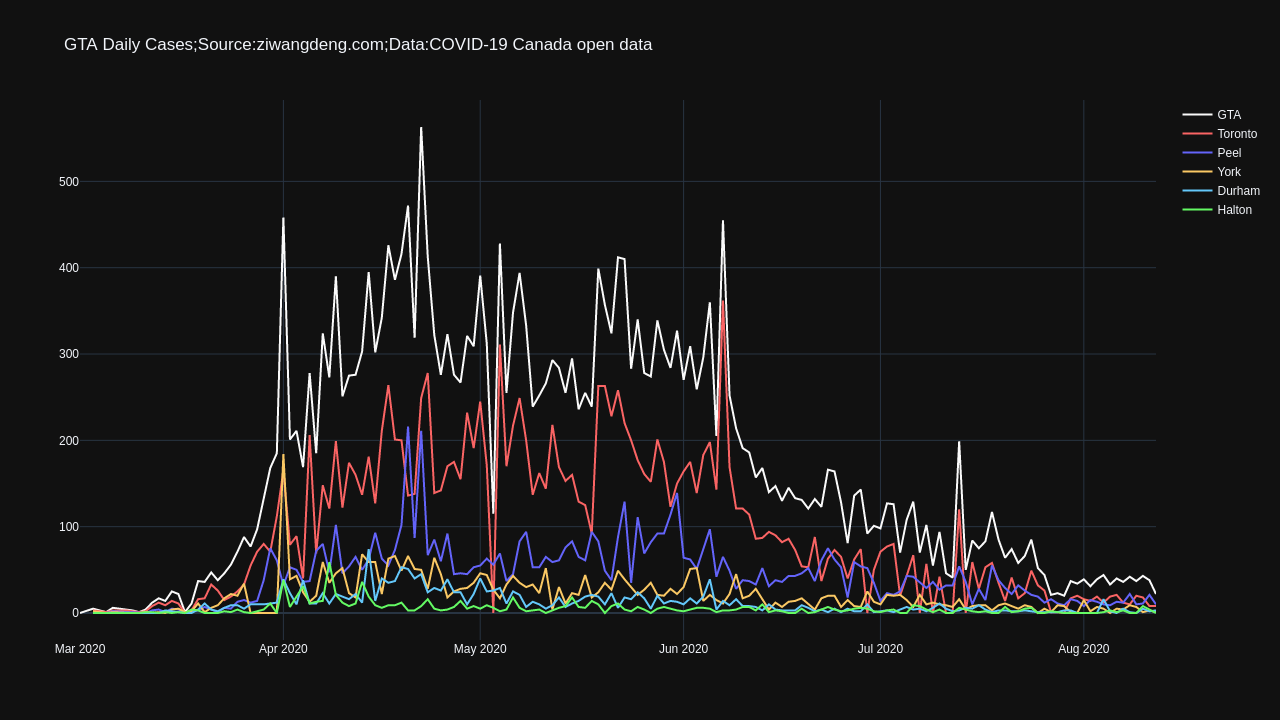 GTA Daily Cases;Source:ziwangdeng.com;Data:COVID-19 Canada open data
GTA
Toronto
Peel
York
Durham
Halton
500
400
300
200
100
0
Mar 2020
Apr 2020
May 2020
Jun 2020
Jul 2020
Aug 2020